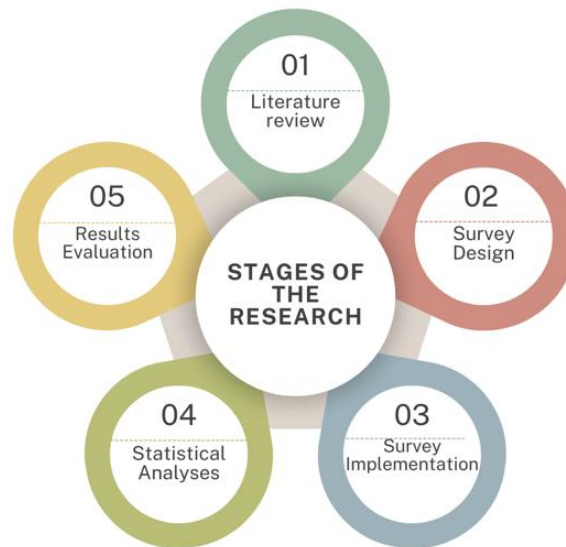 01
Literature
review
02
Survey
Design
03
Survey
Implementation
04
Statistical
Analyses
05
Results
Evaluation
STAGES OF
THE
RESEARCH